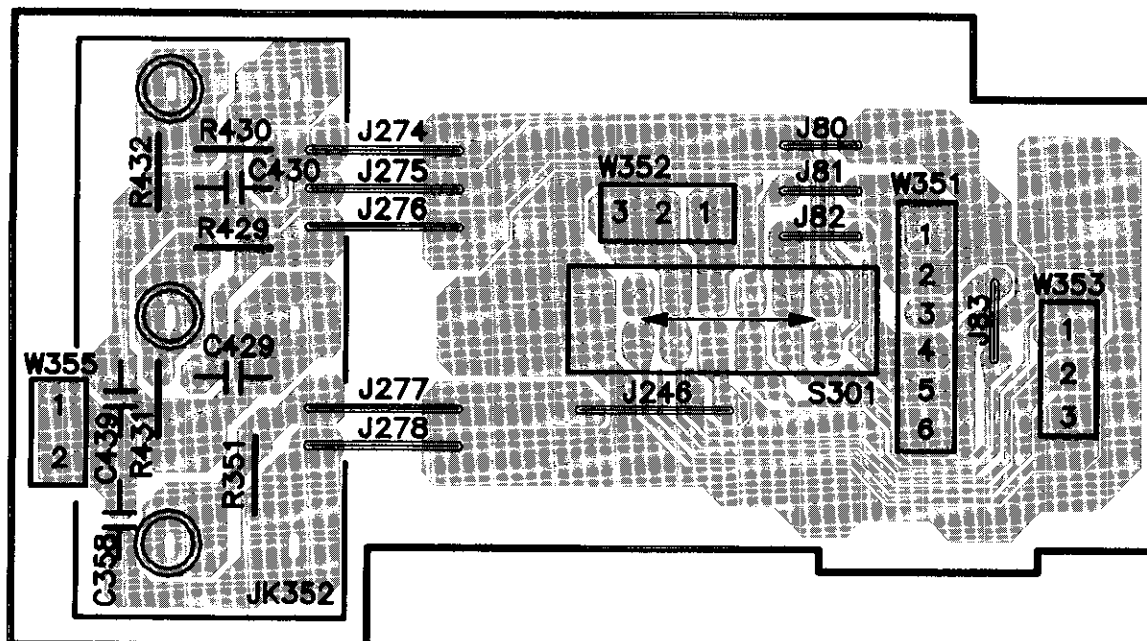 R430
J274
J80
R432
C430
J275
W352
J81
W351
3 2 1
J276
J82
1
R429
2
J83
W353
3
1
C429
W355
4
2
J277
J246
S301
5
1
C439
R431
3
J278
6
2
R351
C358
JK352